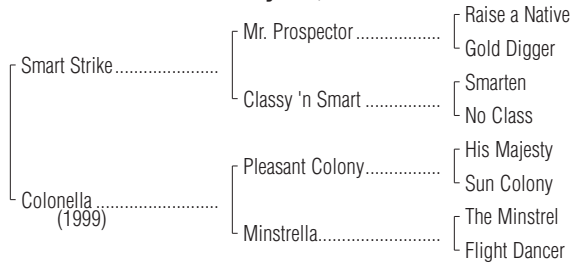 Raise a Native
Mr. Prospector ..................
Gold Digger
Smart Strike......................
Smarten
Classy 'n Smart ................
No Class
His Majesty
Pleasant Colony................
Sun Colony
Colonella ..........................
(1999)
The Minstrel
Minstrella..........................
Flight Dancer